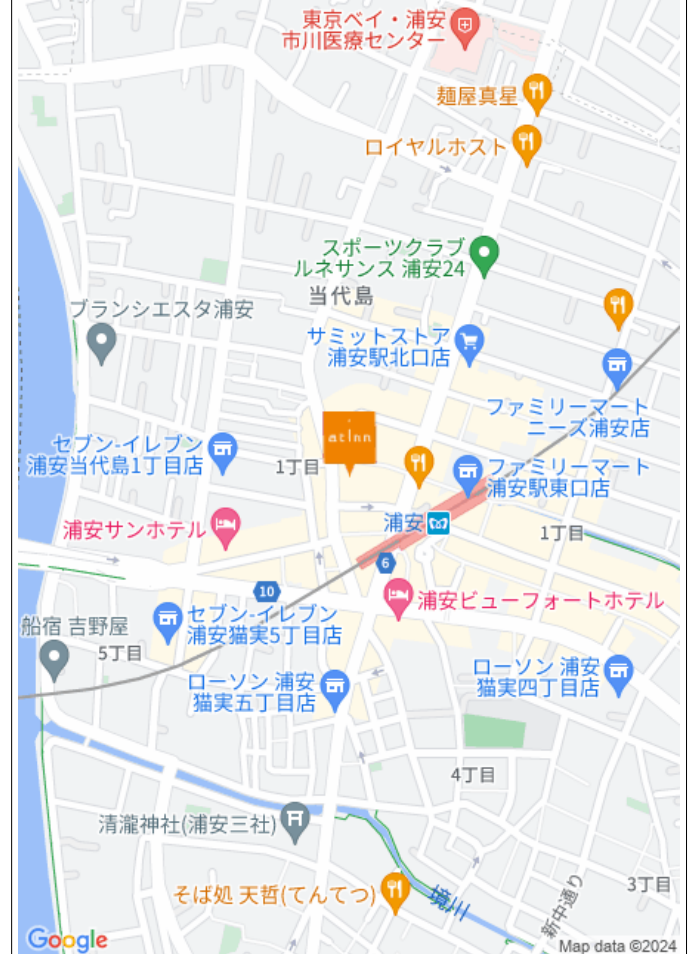 東京ベイ・浦安
市川医療センター
麺屋真星
ロイヤルホスト
スポーツクラブ
ルネサンス 浦安24
当代島
ブランシエスタ浦安
サミットストア
浦安駅北口店
ファミリーマート
ニーズ浦安店
atinn
セブン-イレブン
浦安当代島1丁目店
1丁目
ファミリーマート
浦安駅東口店
浦安サンホテル
浦安
1丁目
6
10
浦安ビューフォートホテル
セブン-イレブン
浦安猫実5丁目店
船宿 吉野屋
5丁目
ローソン 浦安
猫実五丁目店
ローソン 浦安
猫実四丁目店
4丁目
清瀧神社(浦安三社)
そば処 天哲(てんてつ)
境川
新中通り
3丁目
Google
Map data ©2024